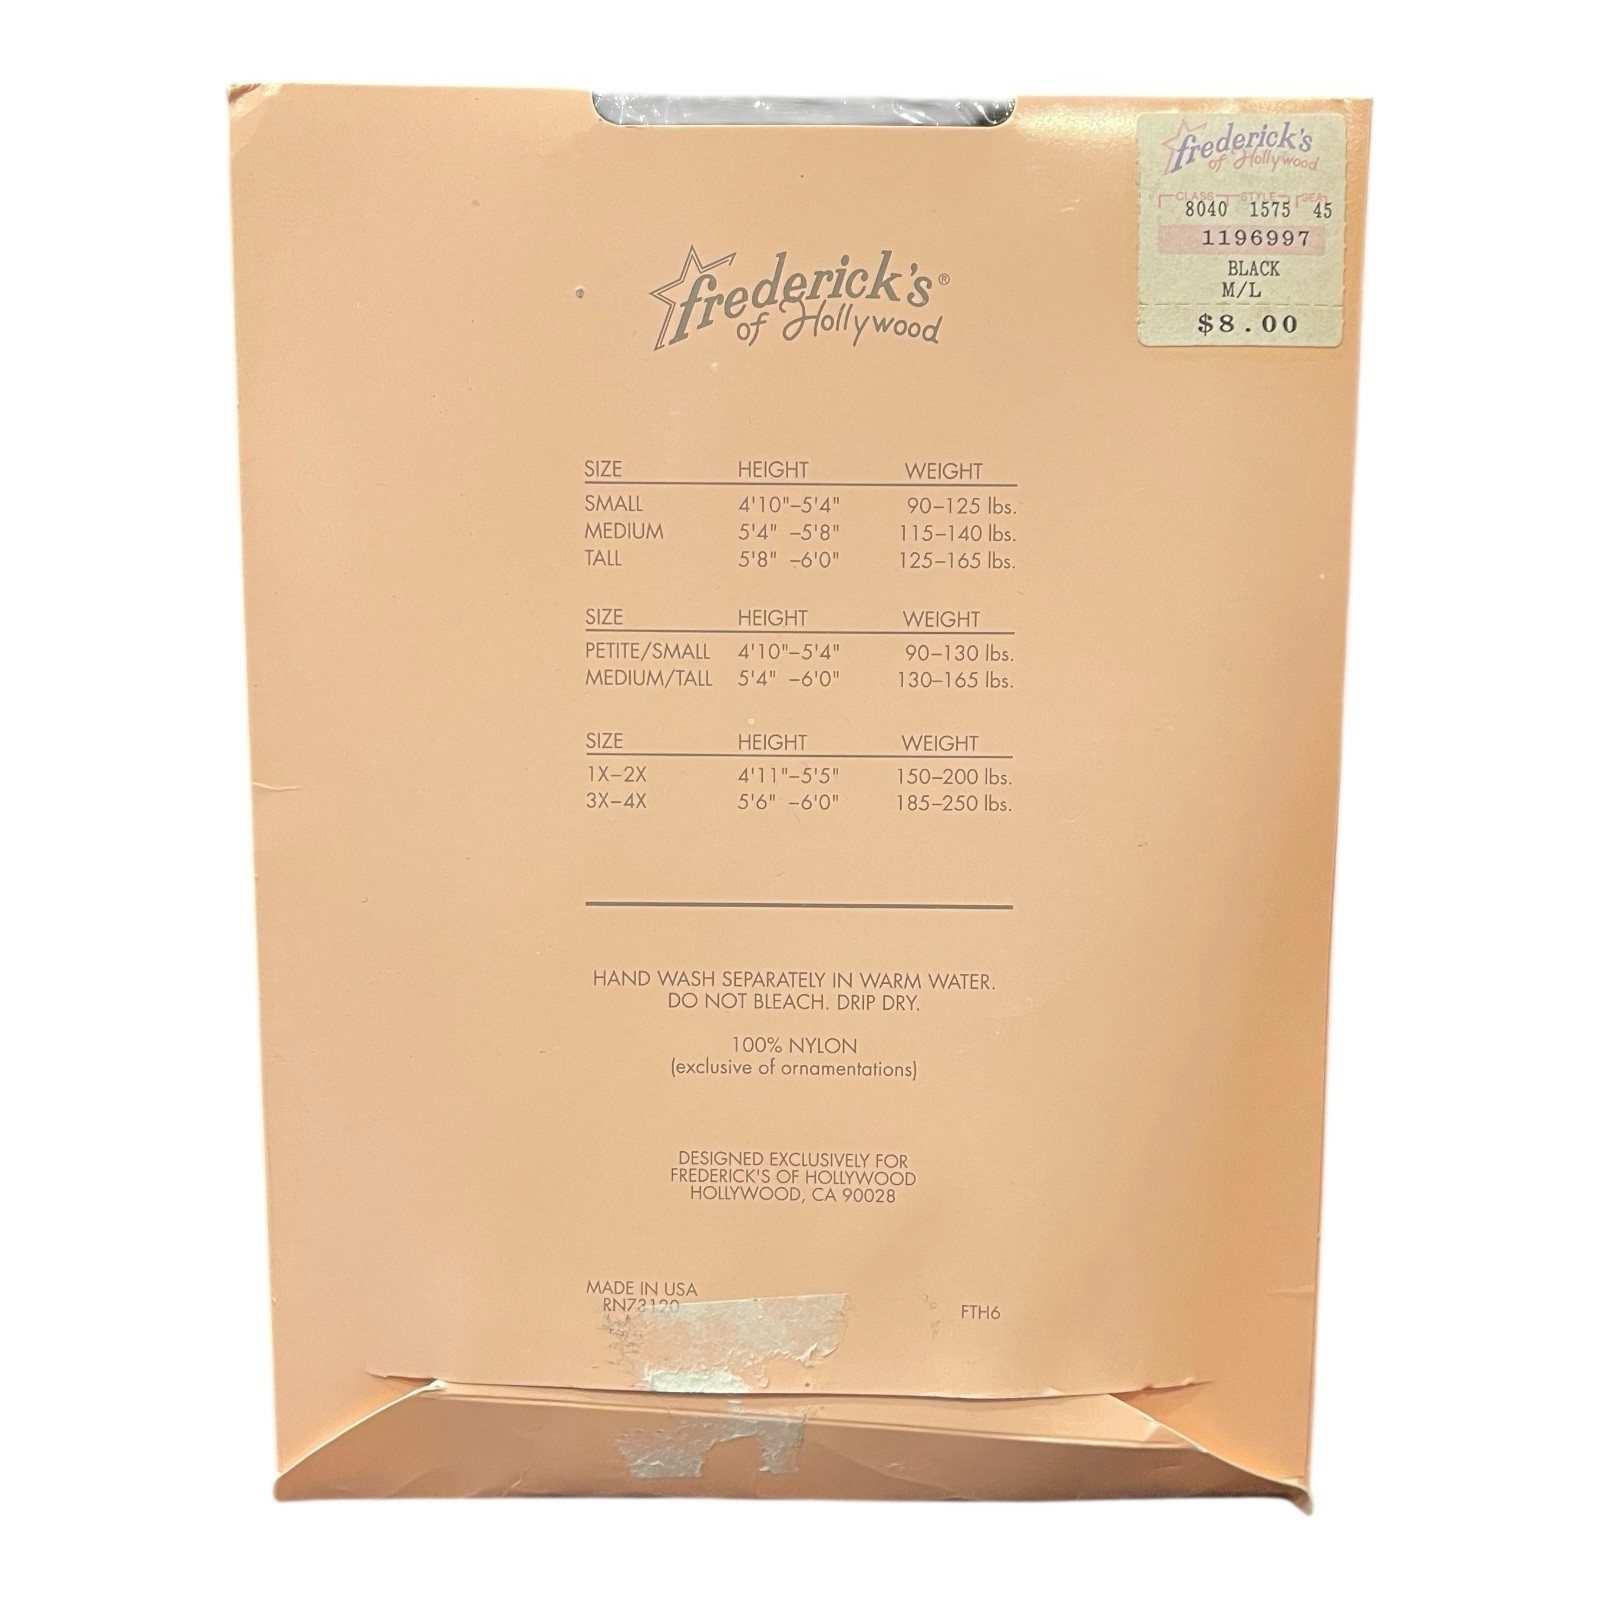 frederick's®
of Hollywood
frederick's
of Hollywood
CLASS STYLE SEA
8040 1575 45
1196997
BLACK
M/L
$8.00
SIZE HEIGHT WEIGHT
SMALL 4'10"–5'4" 90–125 lbs.
MEDIUM 5'4" –5'8" 115–140 lbs.
TALL 5'8" –6'0" 125–165 lbs.
SIZE HEIGHT WEIGHT
PETITE/SMALL 4'10"–5'4" 90–130 lbs.
MEDIUM/TALL 5'4" –6'0" 130–165 lbs.
SIZE HEIGHT WEIGHT
1X–2X 4'11"–5'5" 150–200 lbs.
3X–4X 5'6" –6'0" 185–250 lbs.
HAND WASH SEPARATELY IN WARM WATER.
DO NOT BLEACH. DRIP DRY.
100% NYLON
(exclusive of ornamentations)
DESIGNED EXCLUSIVELY FOR
FREDERICK'S OF HOLLYWOOD
HOLLYWOOD, CA 90028
MADE IN USA
RN73120
FTH6